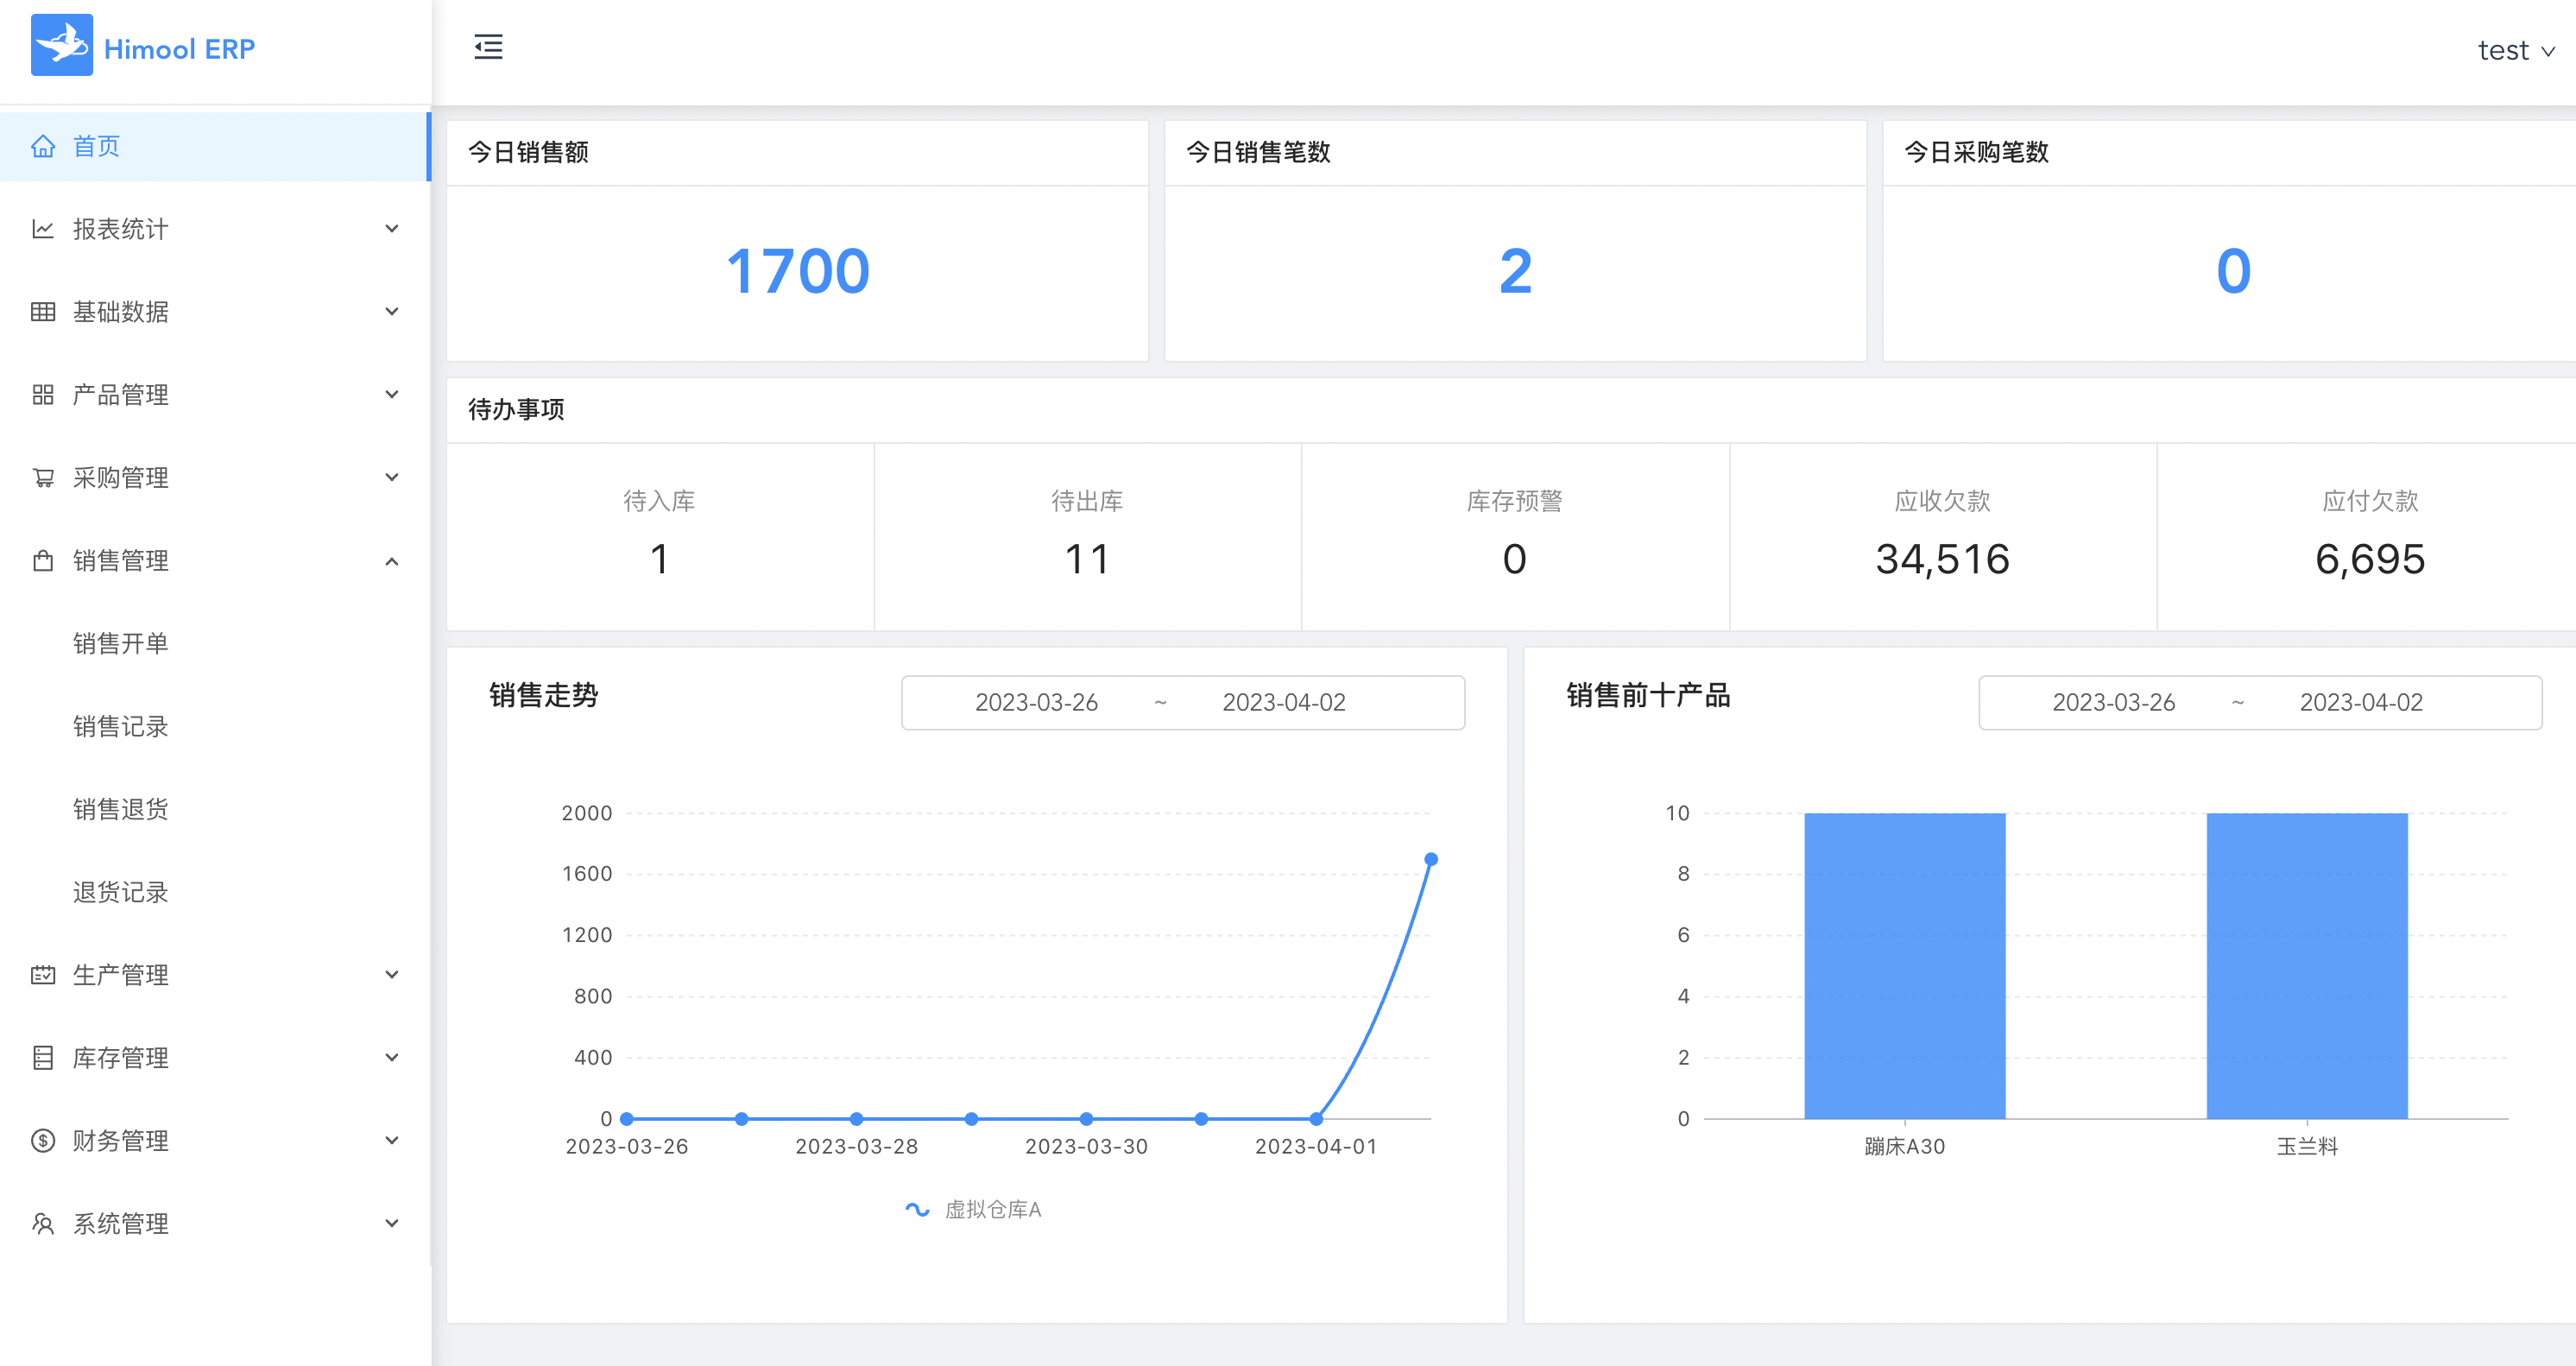 Himool ERP
test
首页
报表统计
基础数据
产品管理
采购管理
销售管理
销售开单
销售记录
销售退货
退货记录
生产管理
库存管理
财务管理
系统管理
今日销售额
1700
今日销售笔数
2
今日采购笔数
0
待办事项
待入库
1
待出库
11
库存预警
0
应收欠款
34,516
应付欠款
6,695
销售走势
2023-03-26 ~ 2023-04-02
2000
1600
1200
800
400
0
2023-03-26 2023-03-28 2023-03-30 2023-04-01
虚拟仓库A
销售前十产品
2023-03-26 ~ 2023-04-02
10
8
6
4
2
0
蹦床A30 玉兰料